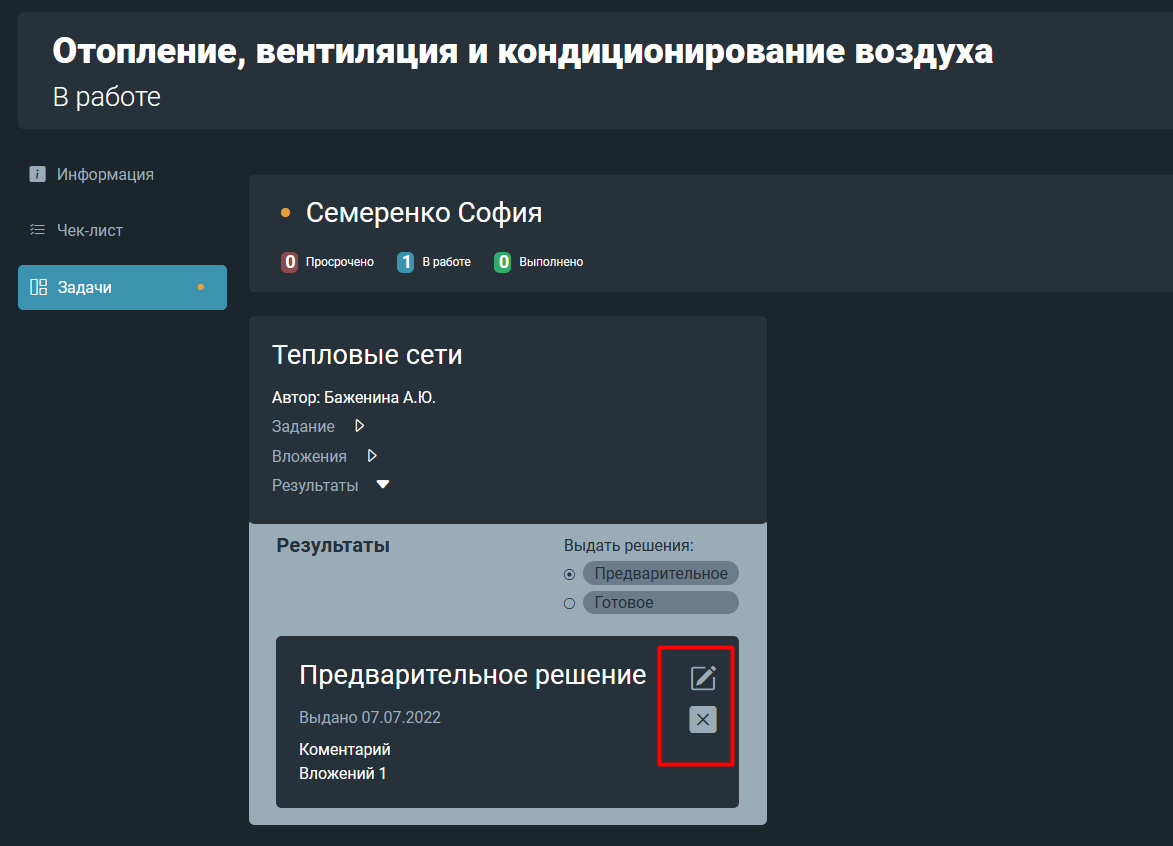 Отопление, вентиляция и кондиционирование воздуха
В работе
Информация
Чек-лист
Задачи
Семеренко София
0 Просрочено 1 В работе 0 Выполнено
Тепловые сети
Автор: Баженина А.Ю.
Задание
Вложения
Результаты
Результаты
Выдать решения:
Предварительное
Готовое
Предварительное решение
Выдано 07.07.2022
Коментарий
Вложений 1